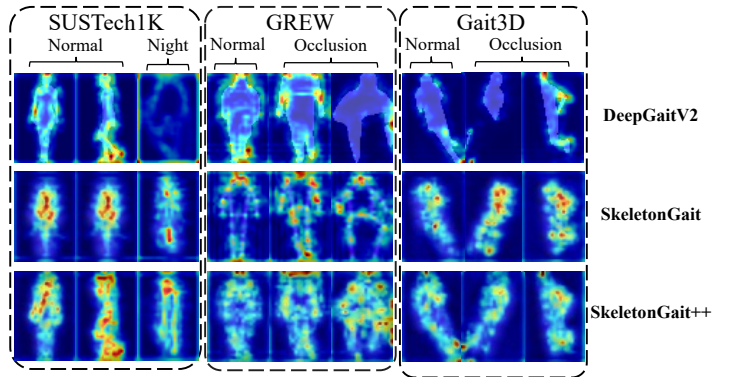 SUSTech1K GREW Gait3D
Normal Night Normal Occlusion Normal Occlusion
DeepGaitV2
SkeletonGait
SkeletonGait++